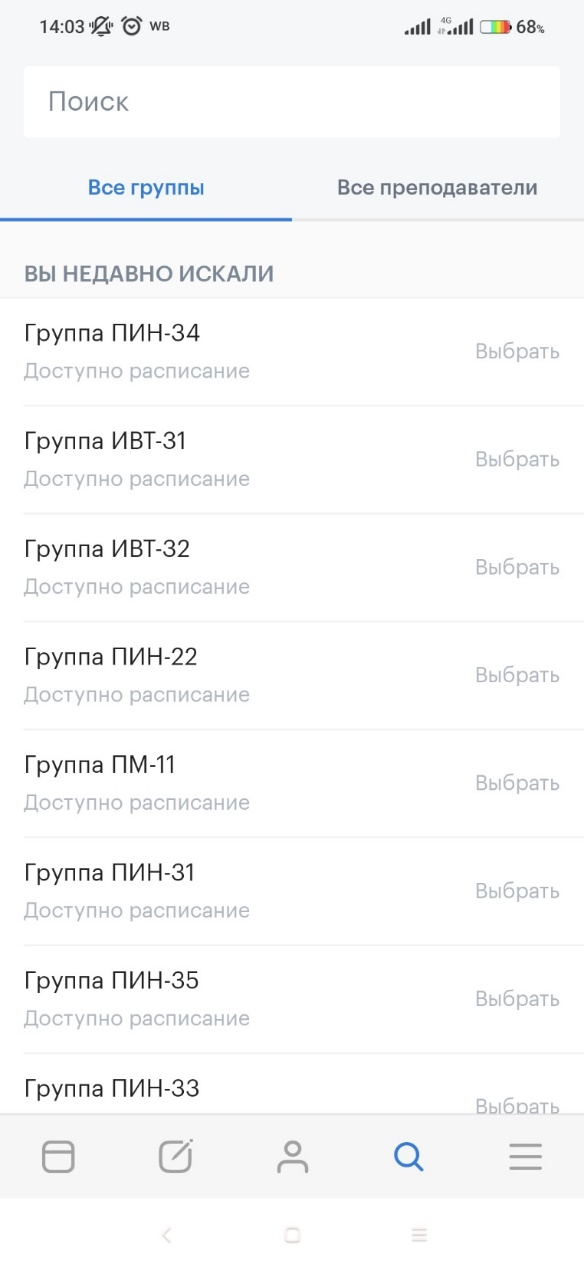 14:03 WB 4G 68%
Поиск
Все группы Все преподаватели
ВЫ НЕДАВНО ИСКАЛИ
Группа ПИН-34
Выбрать
Доступно расписание
Группа ИВТ-31
Выбрать
Доступно расписание
Группа ИВТ-32
Выбрать
Доступно расписание
Группа ПИН-22
Выбрать
Доступно расписание
Группа ПМ-11
Выбрать
Доступно расписание
Группа ПИН-31
Выбрать
Доступно расписание
Группа ПИН-35
Выбрать
Доступно расписание
Группа ПИН-33
Выбрать